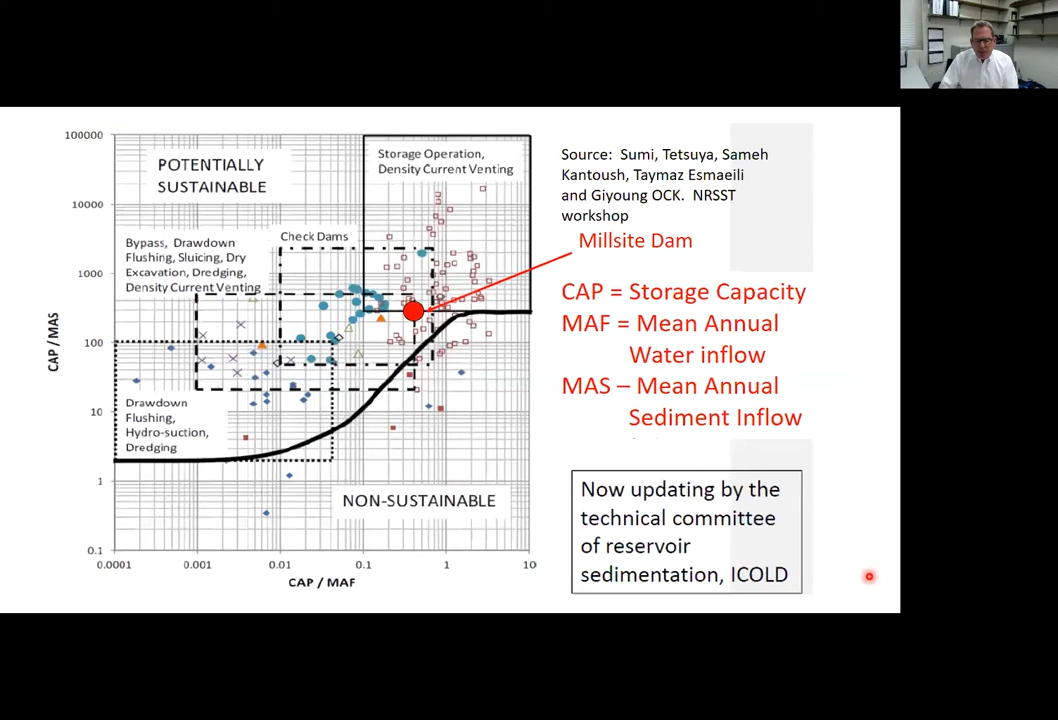 100000
10000
1000
100
10
1
0.1
0.0001
0.001
0.01
0.1
1
10
CAP / MAS
CAP / MAF
POTENTIALLY
SUSTAINABLE
Storage Operation,
Density Current Venting
Check Dams
Bypass, Drawdown
Flushing, Sluicing, Dry
Excavation, Dredging,
Density Current Venting
Drawdown
Flushing,
Hydro-suction,
Dredging
NON-SUSTAINABLE
Source: Sumi, Tetsuya, Sameh
Kantoush, Taymaz Esmaeili
and Giyoung OCK. NRSST
workshop
Millsite Dam
CAP = Storage Capacity
MAF = Mean Annual
Water inflow
MAS – Mean Annual
Sediment Inflow
Now updating by the
technical committee
of reservoir
sedimentation, ICOLD